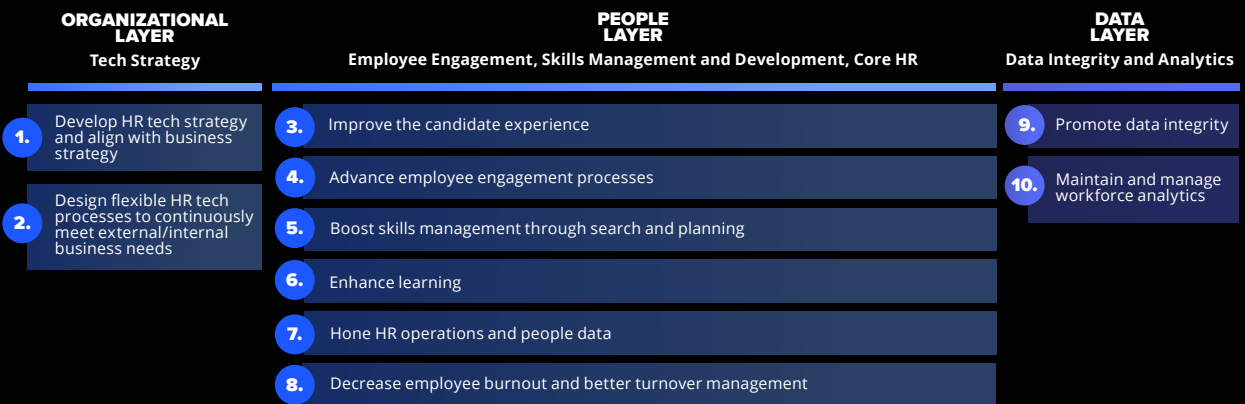 ORGANIZATIONAL
LAYER
Tech Strategy
1.
Develop HR tech strategy
and align with business
strategy
2.
Design flexible HR tech
processes to continuously
meet external/internal
business needs
PEOPLE
LAYER
Employee Engagement, Skills Management and Development, Core HR
3. Improve the candidate experience
4. Advance employee engagement processes
5. Boost skills management through search and planning
6. Enhance learning
7. Hone HR operations and people data
8. Decrease employee burnout and better turnover management
DATA
LAYER
Data Integrity and Analytics
9. Promote data integrity
10.
Maintain and manage
workforce analytics